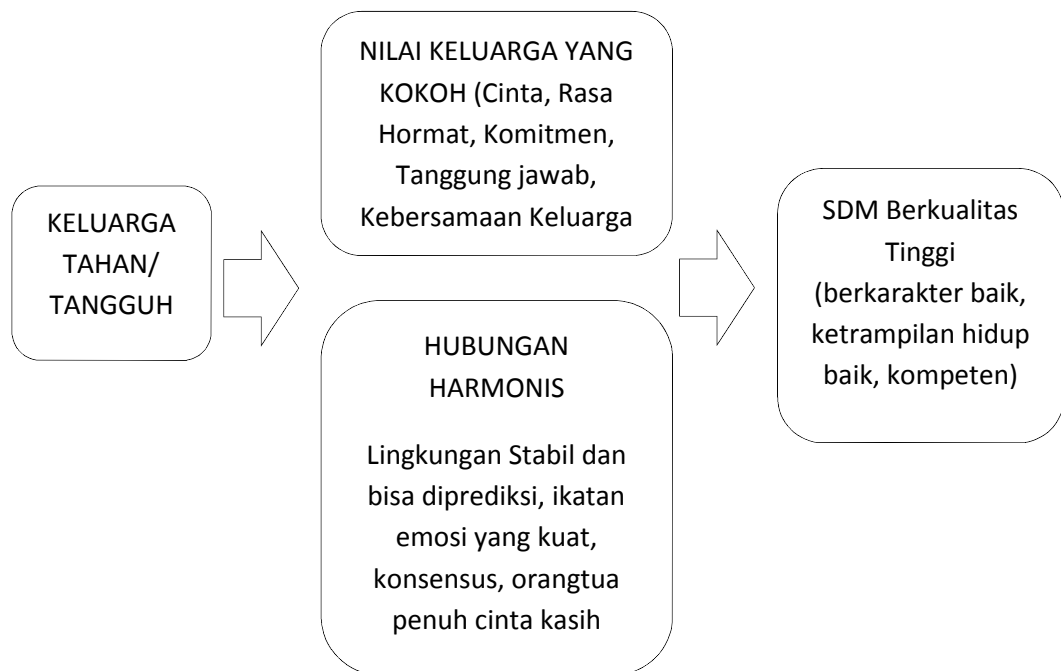 KELUARGA
TAHAN/
TANGGUH
NILAI KELUARGA YANG
KOKOH (Cinta, Rasa
Hormat, Komitmen,
Tanggung jawab,
Kebersamaan Keluarga
HUBUNGAN
HARMONIS
Lingkungan Stabil dan
bisa diprediksi, ikatan
emosi yang kuat,
konsensus, orangtua
penuh cinta kasih
SDM Berkualitas
Tinggi
(berkarakter baik,
ketrampilan hidup
baik, kompeten)